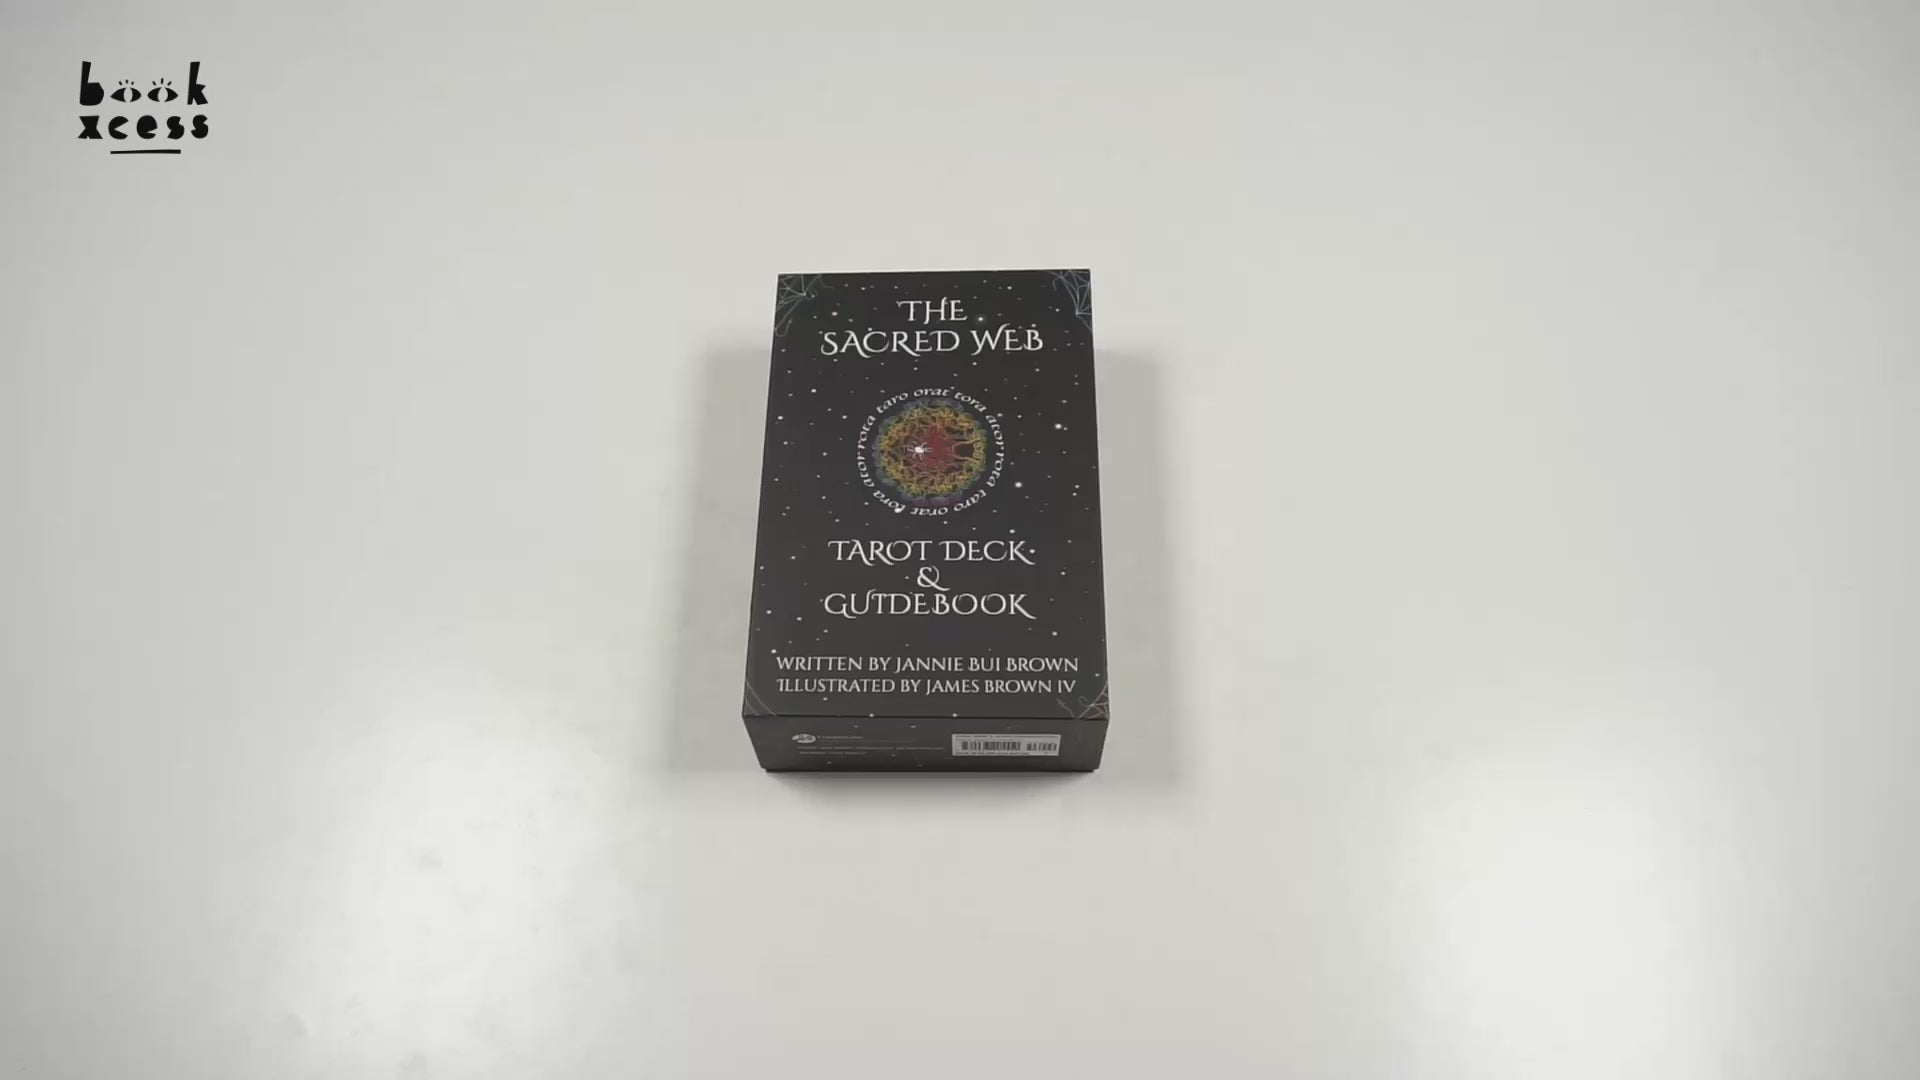 book
xcess
THE
SACRED WEB
rota taro orat tora ator rota taro orat tora ator
TAROT DECK
&
GUIDEBOOK
WRITTEN BY JANNIE BUI BROWN
ILLUSTRATED BY JAMES BROWN IV